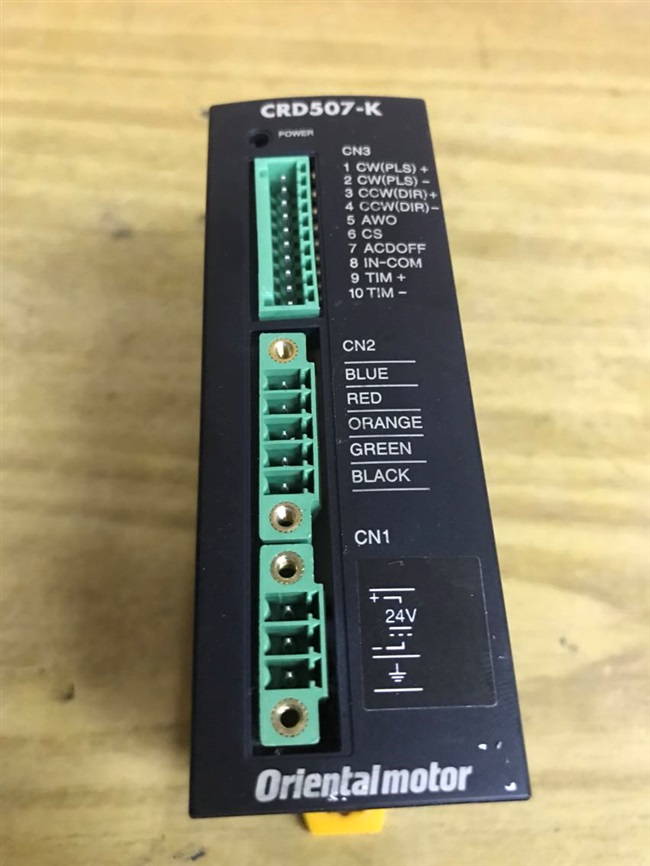 CRD507-K
POWER
CN3
1 CW(PLS) +
2 CW(PLS) -
3 CCW(DIR)+
4 CCW(DIR)-
5 AWO
6 CS
7 ACDOFF
8 IN-COM
9 TIM +
10 TIM -
CN2
BLUE
RED
ORANGE
GREEN
BLACK
CN1
+
24V
-
Orientalmotor